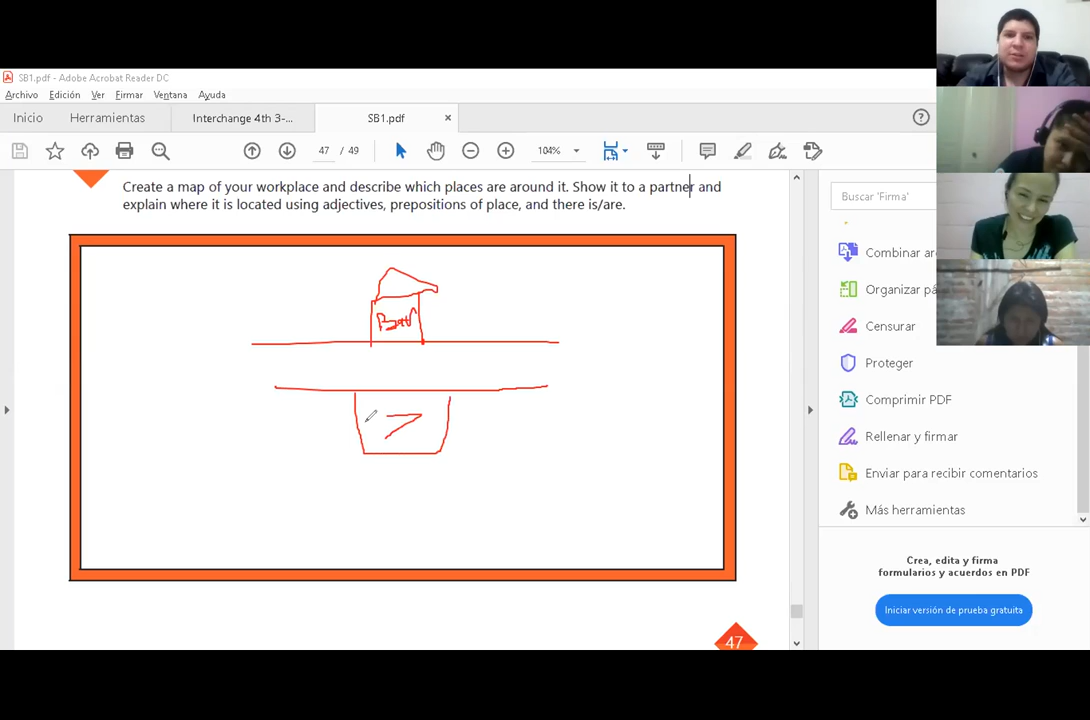 SB1.pdf - Adobe Acrobat Reader DC
Archivo Edición Ver Firmar Ventana Ayuda
Inicio Herramientas Interchange 4th 3-... SB1.pdf ×
47 / 49 104%
Create a map of your workplace and describe which places are around it. Show it to a partner and
explain where it is located using adjectives, prepositions of place, and there is/are.
47
Buscar 'Firma'
Combinar ar
Organizar pá
Censurar
Proteger
Comprimir PDF
Rellenar y firmar
Enviar para recibir comentarios
Más herramientas
Crea, edita y firma
formularios y acuerdos en PDF
Iniciar versión de prueba gratuita